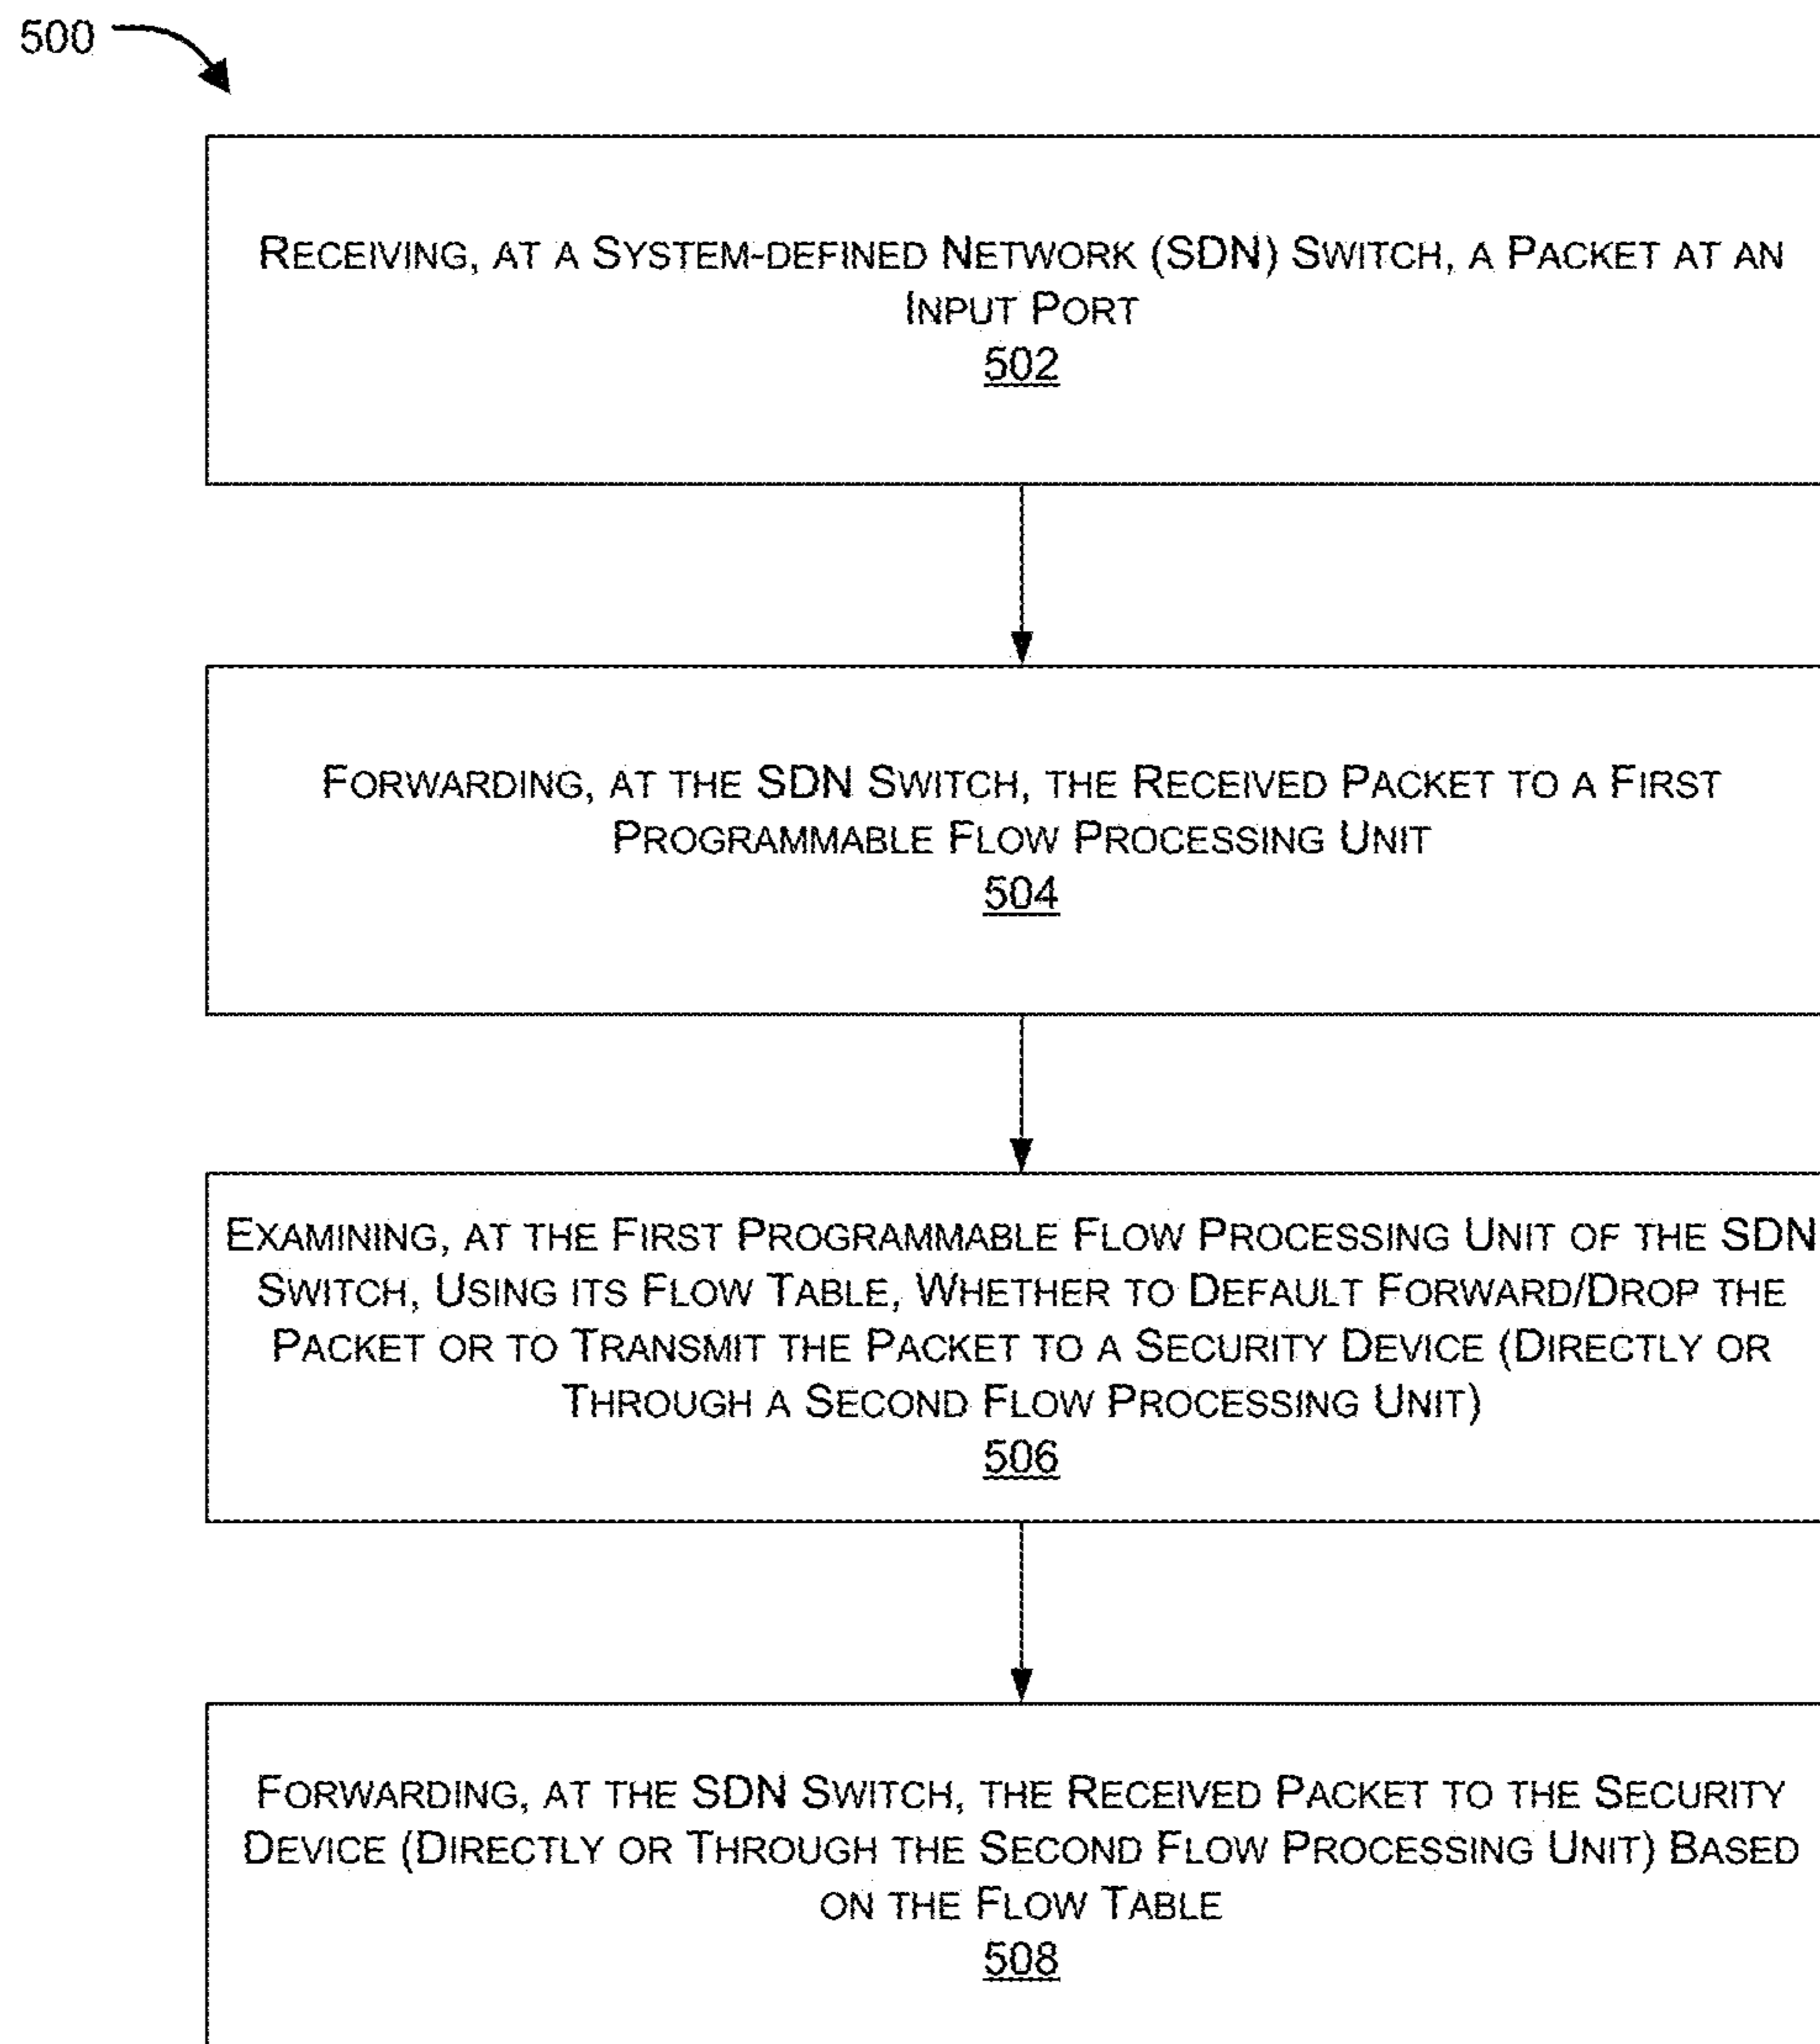 500
RECEIVING, AT A SYSTEM-DEFINED NETWORK (SDN) SWITCH, A PACKET AT AN
INPUT PORT
502
FORWARDING, AT THE SDN SWITCH, THE RECEIVED PACKET TO A FIRST
PROGRAMMABLE FLOW PROCESSING UNIT
504
EXAMINING, AT THE FIRST PROGRAMMABLE FLOW PROCESSING UNIT OF THE SDN
SWITCH, USING ITS FLOW TABLE, WHETHER TO DEFAULT FORWARD/DROP THE
PACKET OR TO TRANSMIT THE PACKET TO A SECURITY DEVICE (DIRECTLY OR
THROUGH A SECOND FLOW PROCESSING UNIT)
506
FORWARDING, AT THE SDN SWITCH, THE RECEIVED PACKET TO THE SECURITY
DEVICE (DIRECTLY OR THROUGH THE SECOND FLOW PROCESSING UNIT) BASED
ON THE FLOW TABLE
508